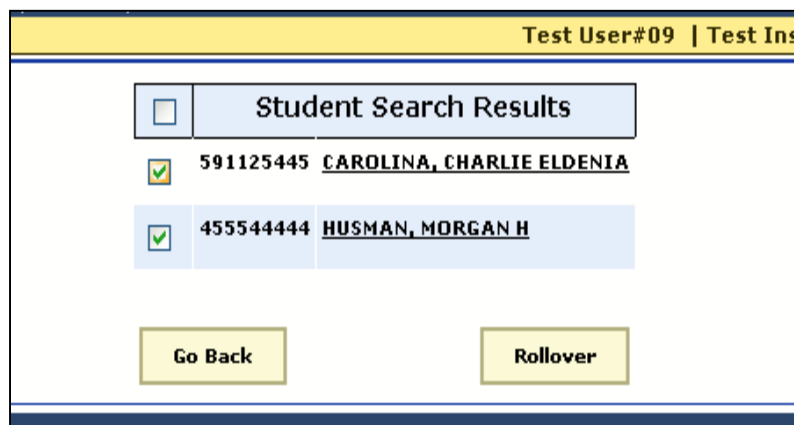 Test User#09 | Test Ins
Student Search Results
591125445 CAROLINA, CHARLIE ELDENIA
455544444 HUSMAN, MORGAN H
Go Back Rollover